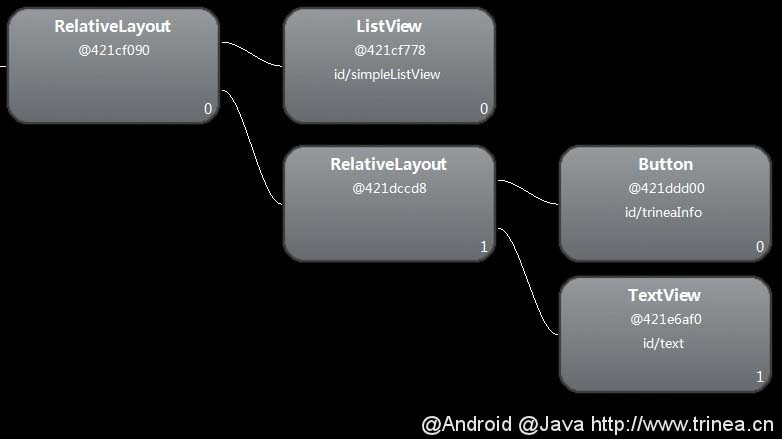 RelativeLayout
@421cf090
0
ListView
@421cf778
id/simpleListView
0
RelativeLayout
@421dccd8
1
Button
@421ddd00
id/trineaInfo
0
TextView
@421e6af0
id/text
1
@Android @Java http://www.trinea.cn